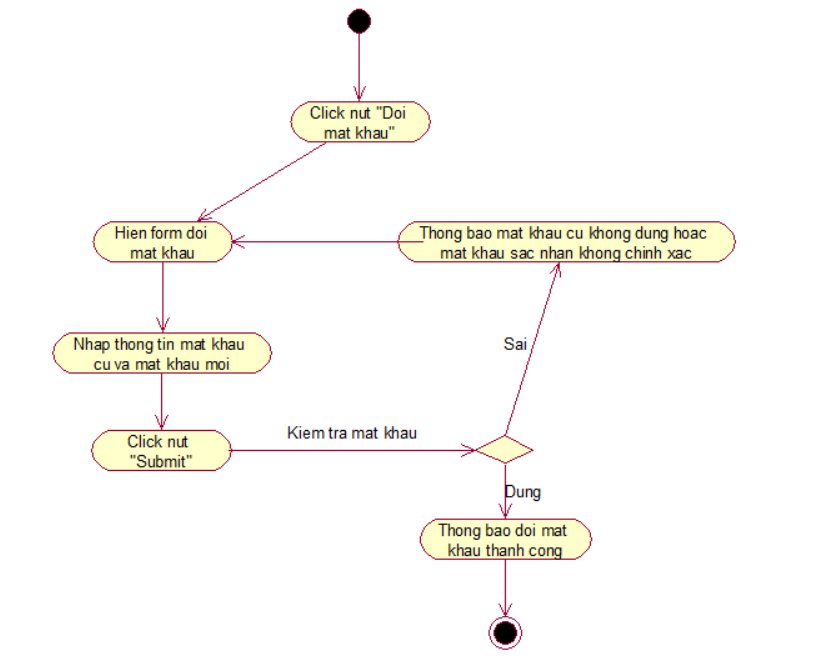 Click nut "Doi
mat khau"
Hien form doi
mat khau
Thong bao mat khau cu khong dung hoac
mat khau sac nhan khong chinh xac
Nhap thong tin mat khau
cu va mat khau moi
Sai
Click nut
"Submit"
Kiem tra mat khau
Dung
Thong bao doi mat
khau thanh cong